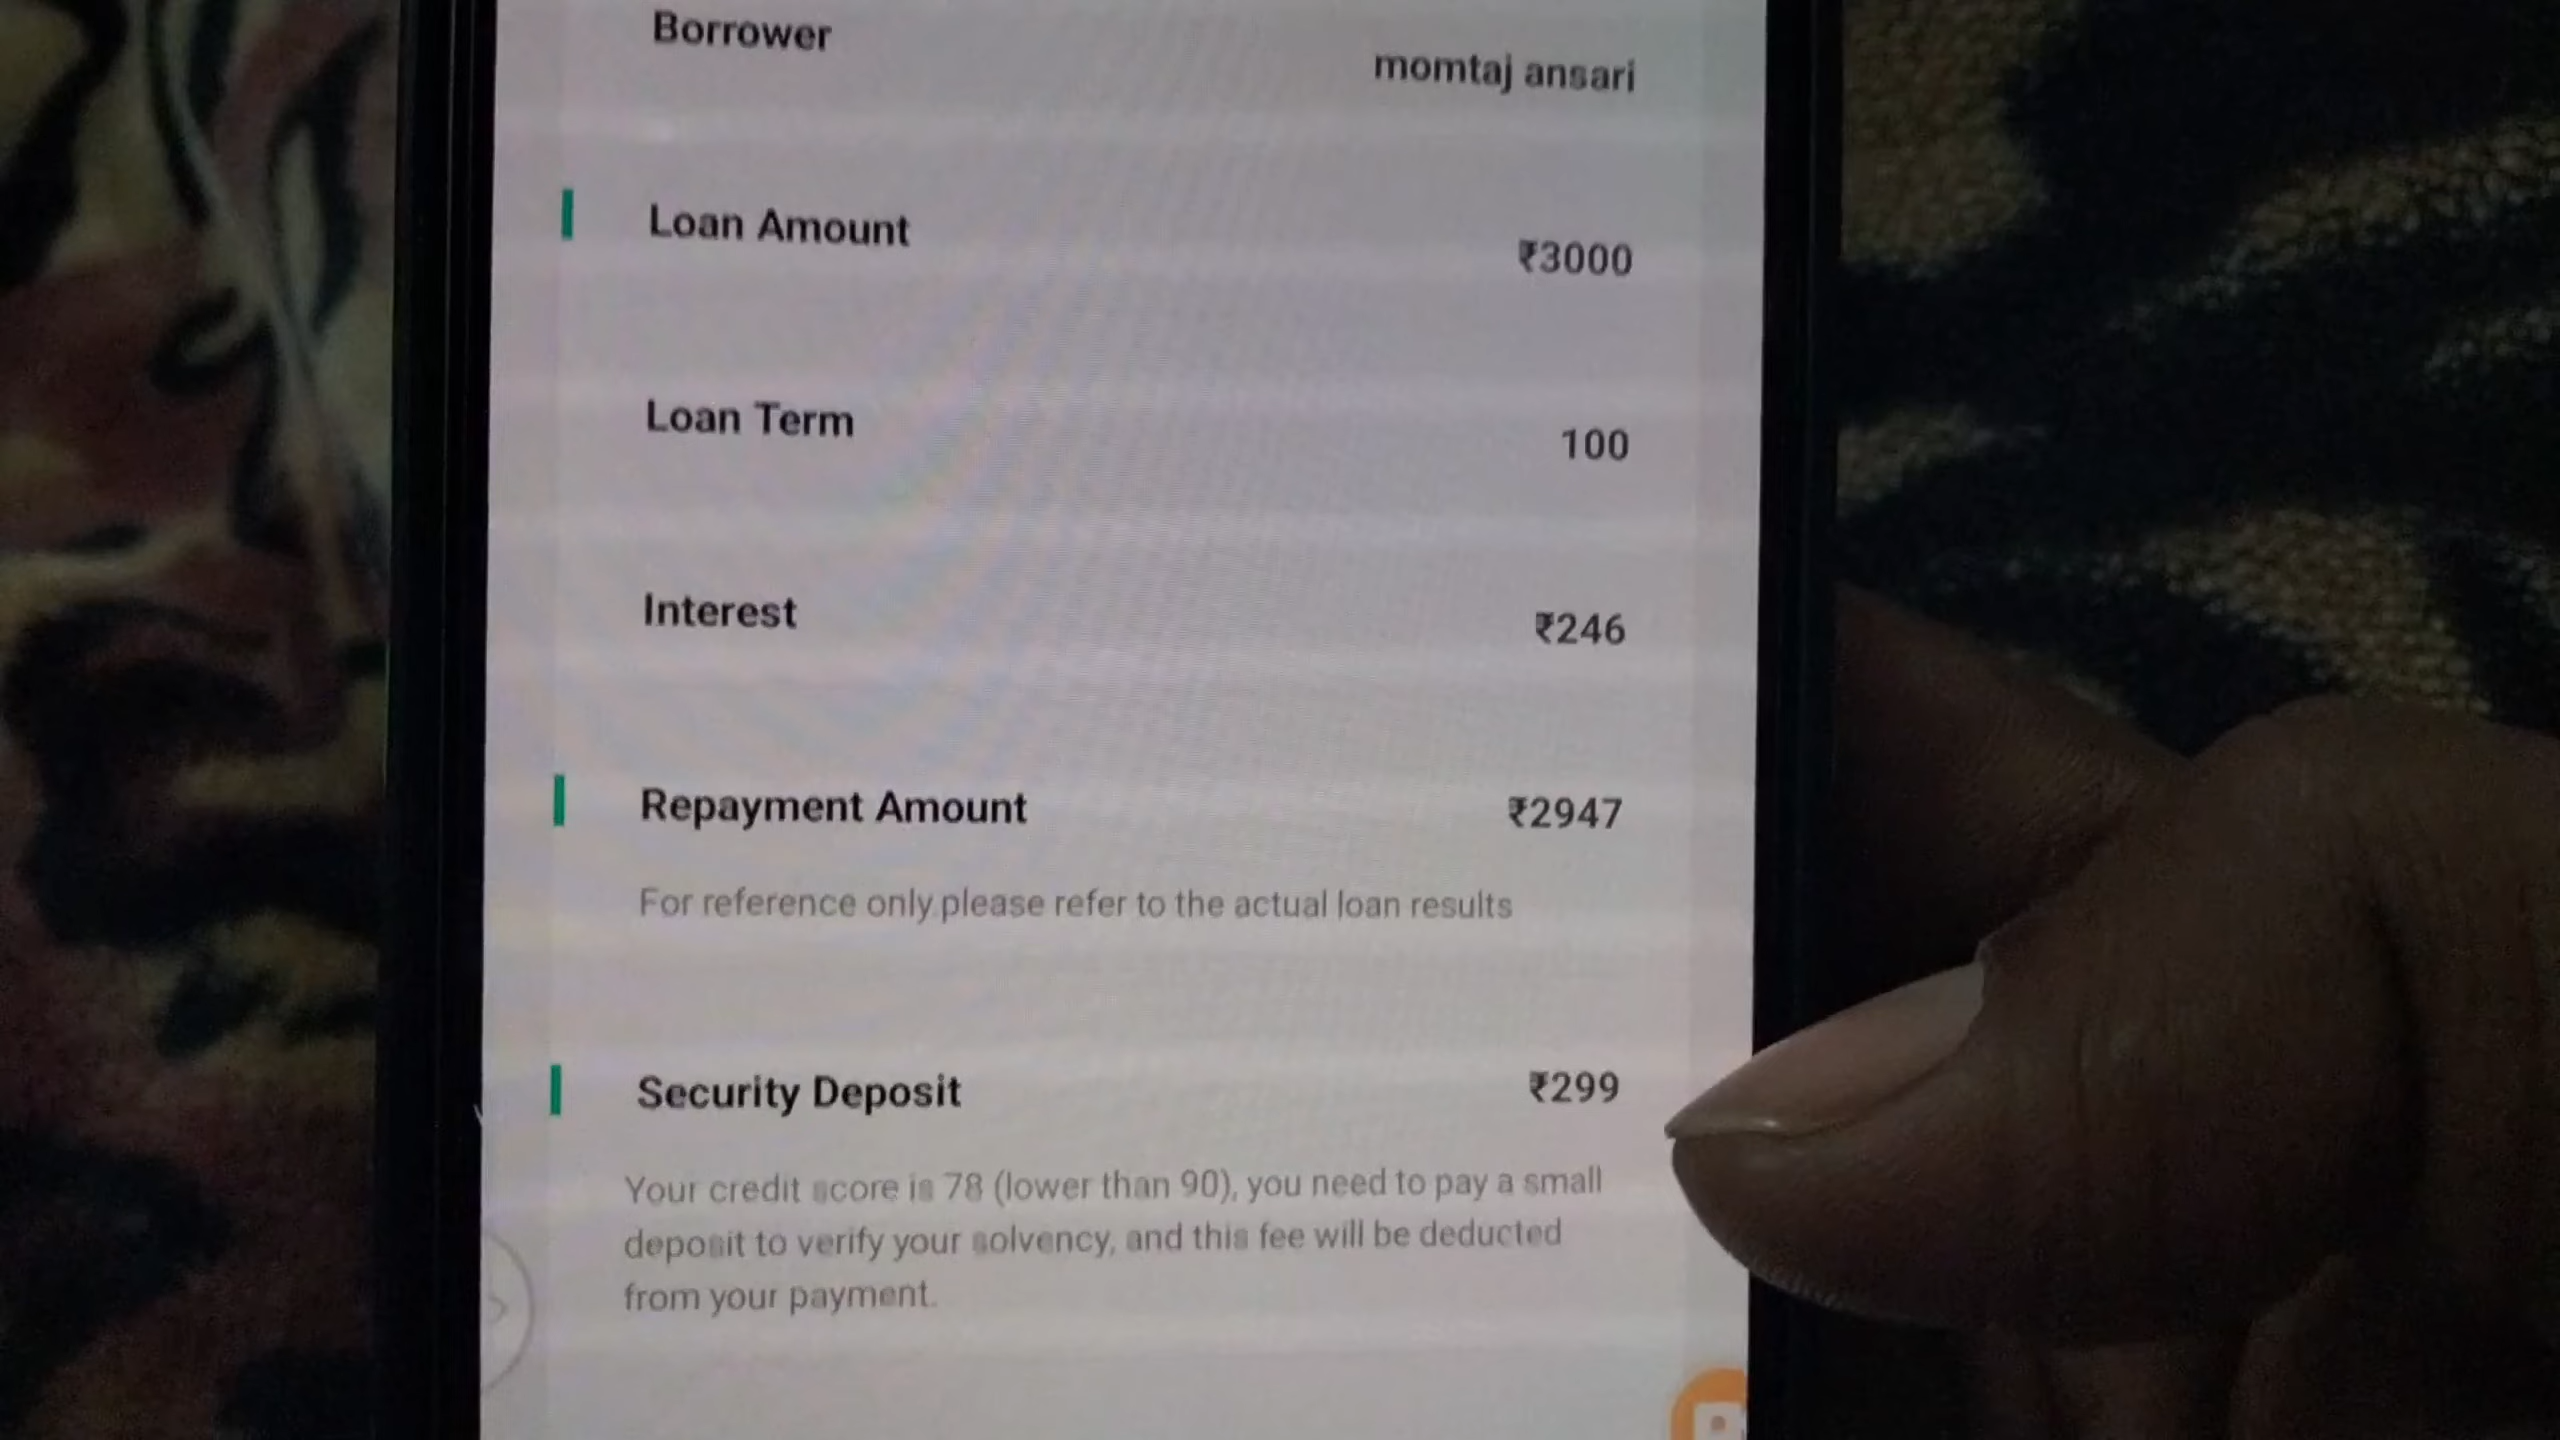 Borrower
momtaj ansari
Loan Amount
₹3000
Loan Term
100
Interest
₹246
Repayment Amount
₹2947
For reference only,please refer to the actual loan results
Security Deposit
₹299
Your credit score is 78 (lower than 90), you need to pay a small
deposit to verify your solvency, and this fee will be deducted
from your payment.